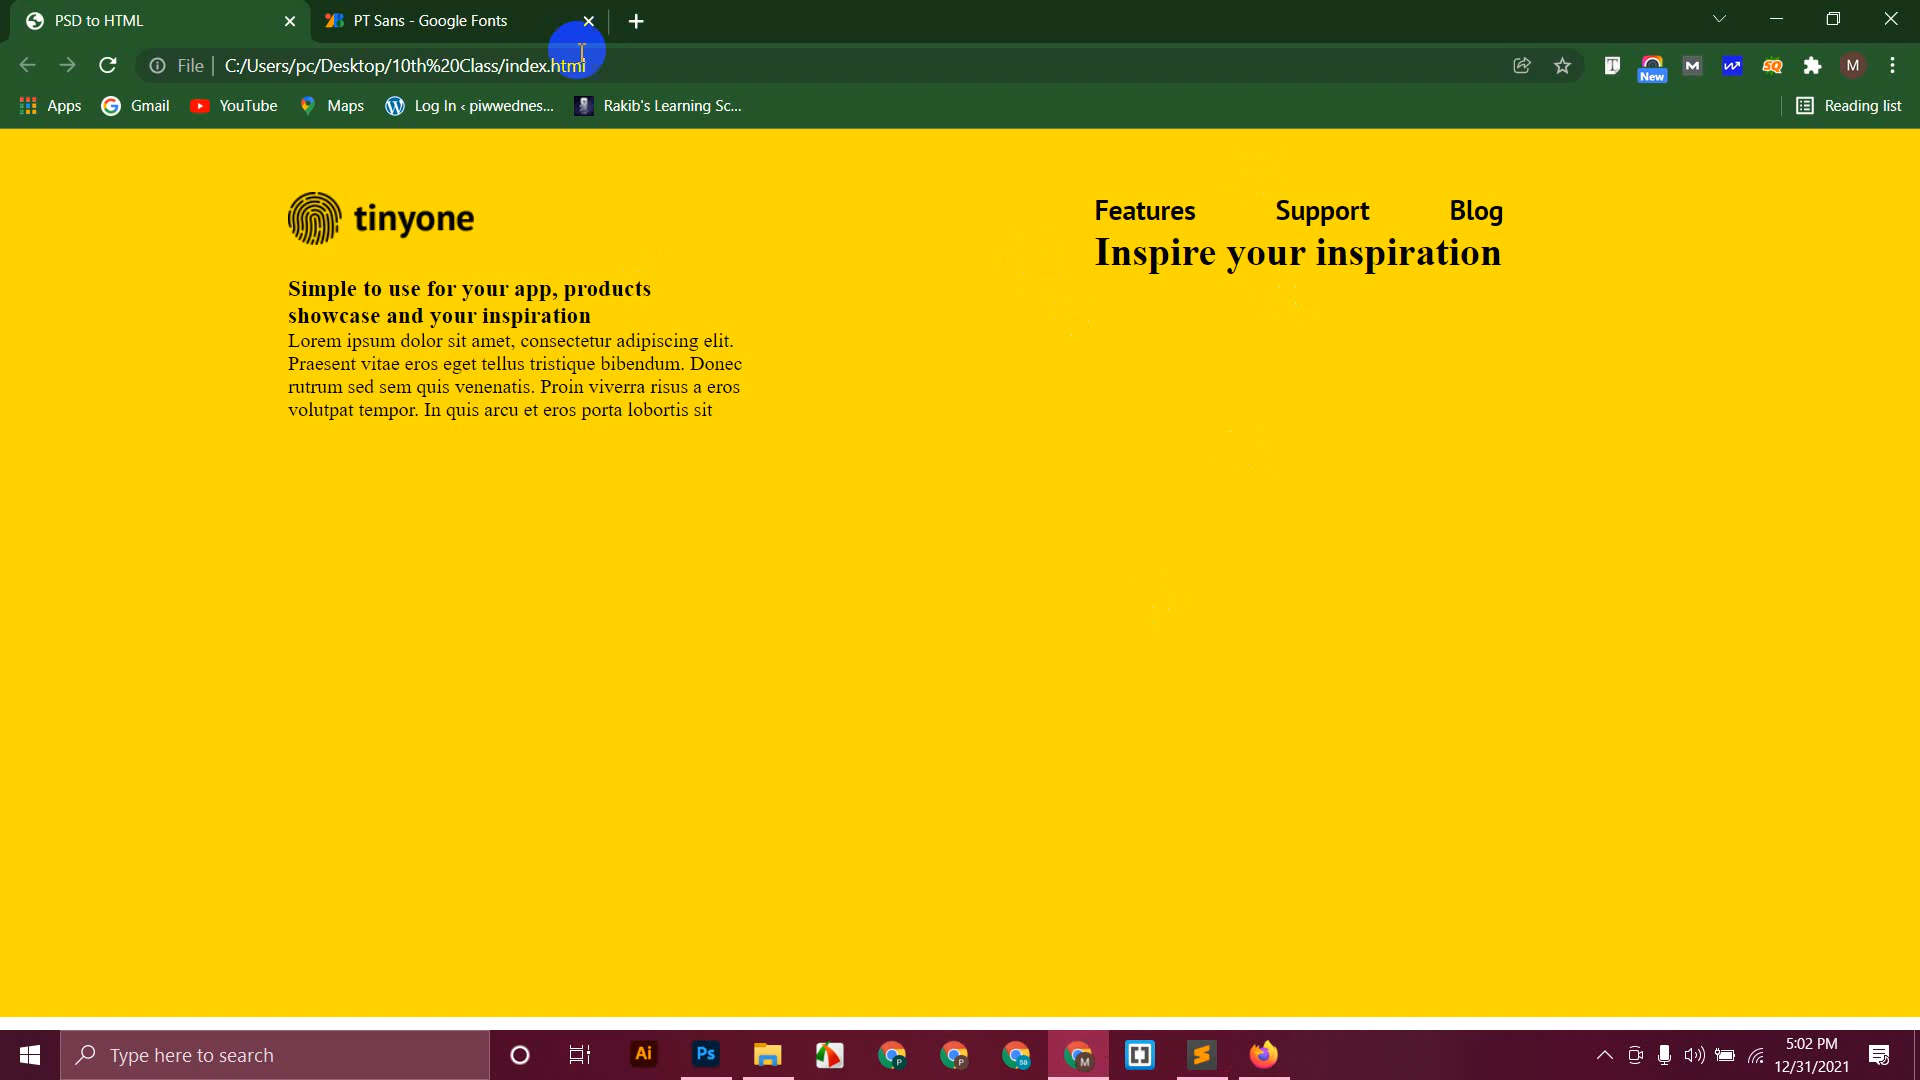 PSD to HTML
PT Sans - Google Fonts
File
C:/Users/pc/Desktop/10th%20Class/index.html
New
M
Apps
Gmail
YouTube
Maps
Log In ‹ piwwednes...
Rakib's Learning Sc...
Reading list
tinyone
Features Support Blog
Inspire your inspiration
Simple to use for your app, products
showcase and your inspiration
Lorem ipsum dolor sit amet, consectetur adipiscing elit.
Praesent vitae eros eget tellus tristique bibendum. Donec
rutrum sed sem quis venenatis. Proin viverra risus a eros
volutpat tempor. In quis arcu et eros porta lobortis sit
Type here to search
Ai
Ps
5:02 PM
12/31/2021